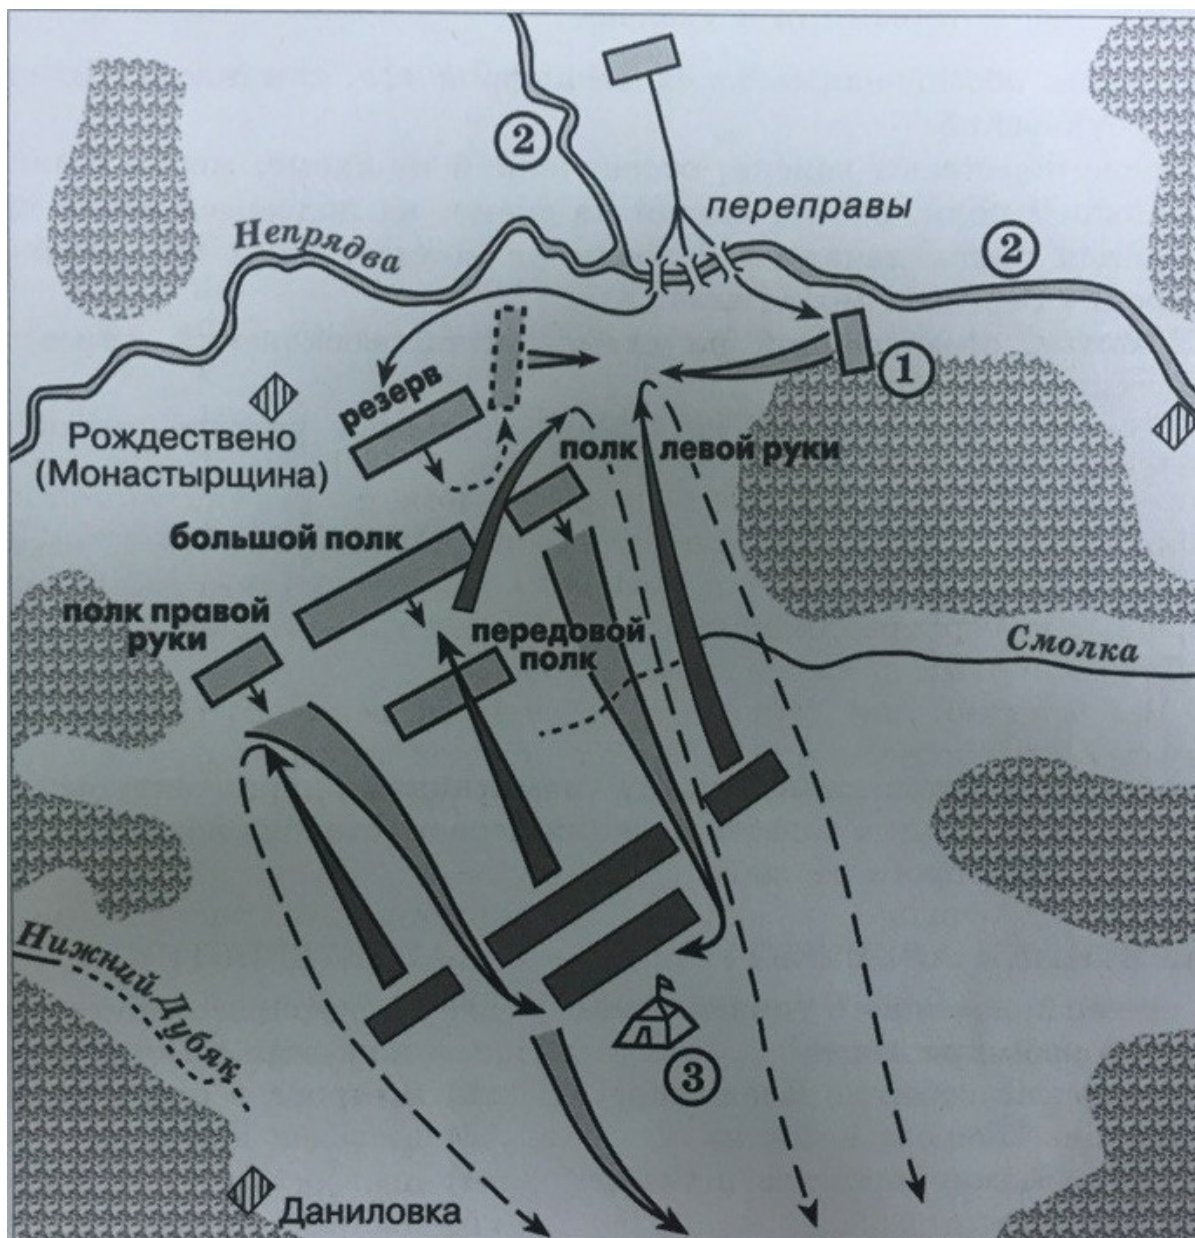 2
переправы
Непрядва
2
1
резерв
Рождествено
(Монастырщина)
полк левой руки
большой полк
полк правой
руки
передовой
полк
Смолка
Нижний Дубяк
3
Даниловка